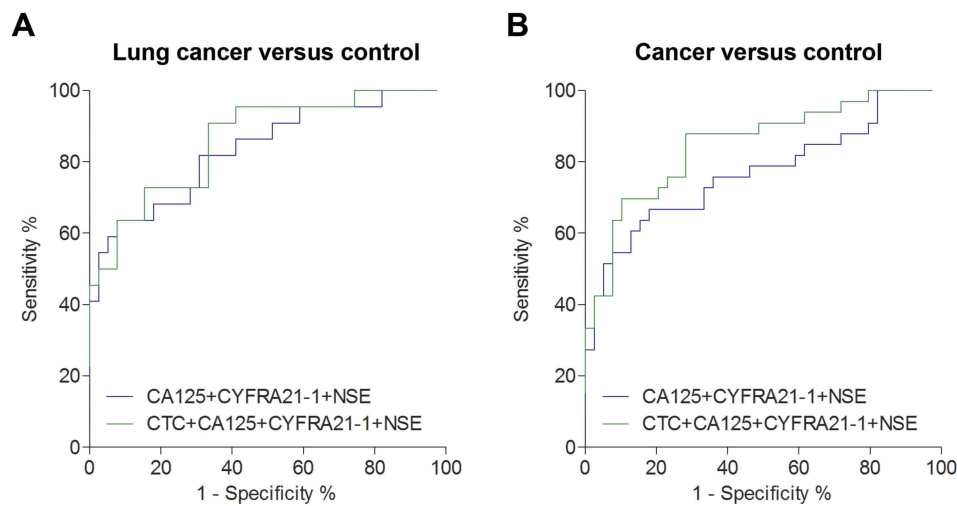 A
Lung cancer versus control
Sensitivity %
100
80
60
40
20
0
CA125+CYFRA21-1+NSE
CTC+CA125+CYFRA21-1+NSE
0 20 40 60 80 100
1 - Specificity %
B
Cancer versus control
Sensitivity %
100
80
60
40
20
0
CA125+CYFRA21-1+NSE
CTC+CA125+CYFRA21-1+NSE
0 20 40 60 80 100
1 - Specificity %